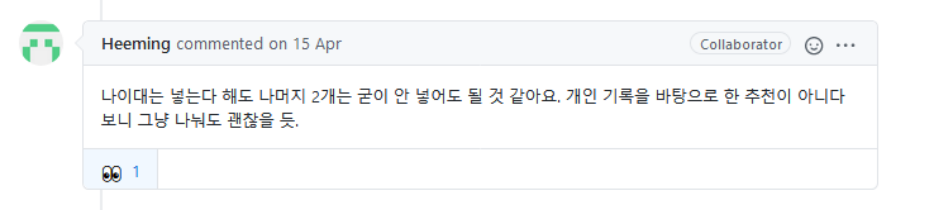 Heeming commented on 15 Apr
Collaborator
나이대는 넣는다 해도 나머지 2개는 굳이 안 넣어도 될 것 같아요. 개인 기록을 바탕으로 한 추천이 아니다
보니 그냥 나눠도 괜찮을 듯.
👀 1